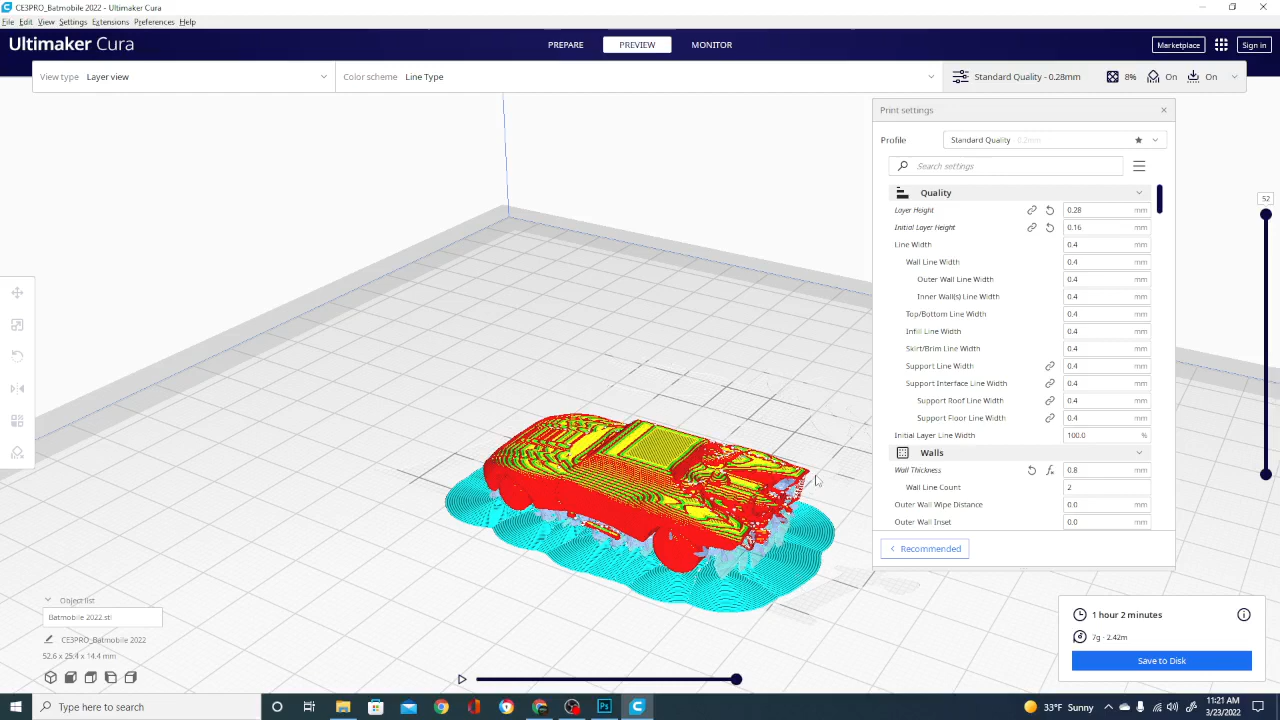 CE3PRO_Batmobile 2022 - Ultimaker Cura
File Edit View Settings Extensions Preferences Help
Ultimaker Cura
PREPARE PREVIEW MONITOR
Marketplace Sign in
View type Layer view Color scheme Line Type Standard Quality - 0.28mm 8% On On
Print settings
Profile Standard Quality - 0.2mm
Search settings
Quality
Layer Height 0.28 mm
Initial Layer Height 0.16 mm
Line Width 0.4 mm
Wall Line Width 0.4 mm
Outer Wall Line Width 0.4 mm
Inner Wall(s) Line Width 0.4 mm
Top/Bottom Line Width 0.4 mm
Infill Line Width 0.4 mm
Skirt/Brim Line Width 0.4 mm
Support Line Width 0.4 mm
Support Interface Line Width 0.4 mm
Support Roof Line Width 0.4 mm
Support Floor Line Width 0.4 mm
Initial Layer Line Width 100.0 %
Walls
Wall Thickness 0.8 mm
Wall Line Count 2
Outer Wall Wipe Distance 0.0 mm
Outer Wall Inset 0.0 mm
Recommended
52
Object list
Batmobile 2022.stl
CE3PRO_Batmobile 2022
52.6 x 25.4 x 14.4 mm
1 hour 2 minutes
7g · 2.42m
Save to Disk
Type here to search
33°F Sunny
11:21 AM
3/23/2022